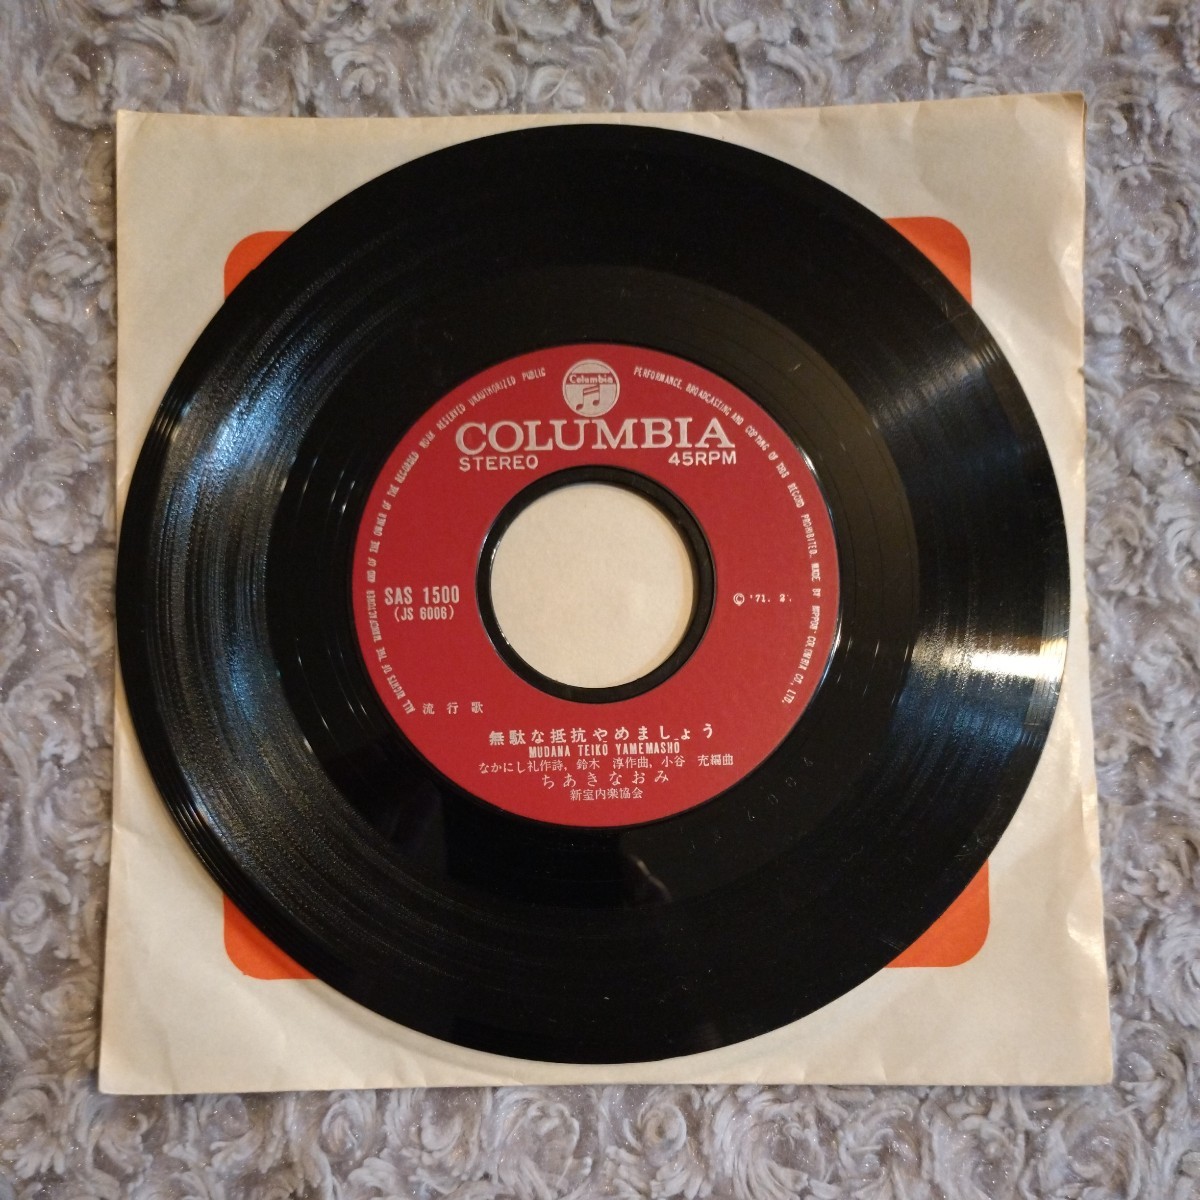 Columbia
COLUMBIA
STEREO 45RPM
ALL RIGHTS OF THE MANUFACTURER AND OF THE OWNER OF THE RECORDED WORK RESERVED UNAUTHORIZED PUBLIC PERFORMANCE, BROADCASTING AND COPYING OF THIS RECORD PROHIBITED. MADE BY NIPPON COLUMBIA CO., LTD.
SAS 1500
(JS 6006)
Ⓒ '71. 2.
流行歌
無駄な抵抗やめましょう
MUDANA TEIKŌ YAMEMASHO
なかにし礼作詩, 鈴木 淳作曲, 小谷 充編曲
ちあきなおみ
新室内楽協会